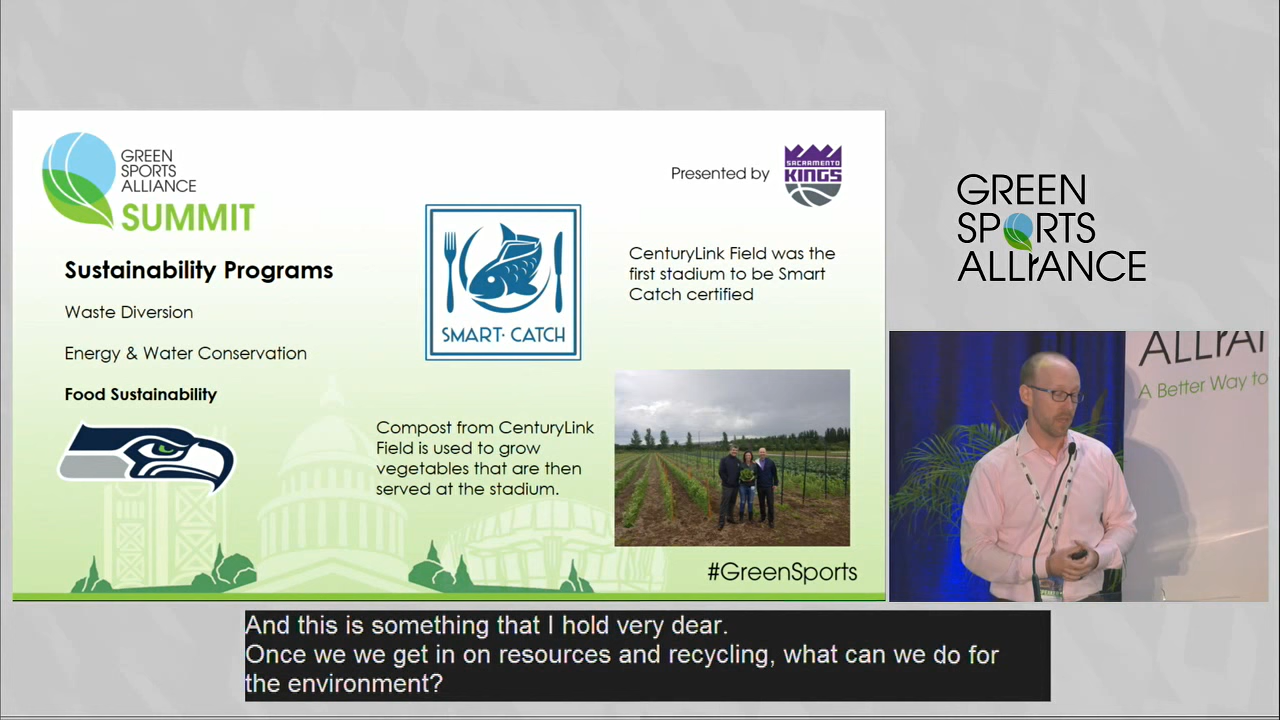 GREEN
SPORTS
ALLIANCE
SUMMIT
Presented by
SACRAMENTO
KINGS
Sustainability Programs
Waste Diversion
Energy & Water Conservation
Food Sustainability
SMART· CATCH
CenturyLink Field was the
first stadium to be Smart
Catch certified
Compost from CenturyLink
Field is used to grow
vegetables that are then
served at the stadium.
#GreenSports
GREEN
SPORTS
ALLIANCE
ALLIAN
A Better Way to
And this is something that I hold very dear.
Once we we get in on resources and recycling, what can we do for
the environment?